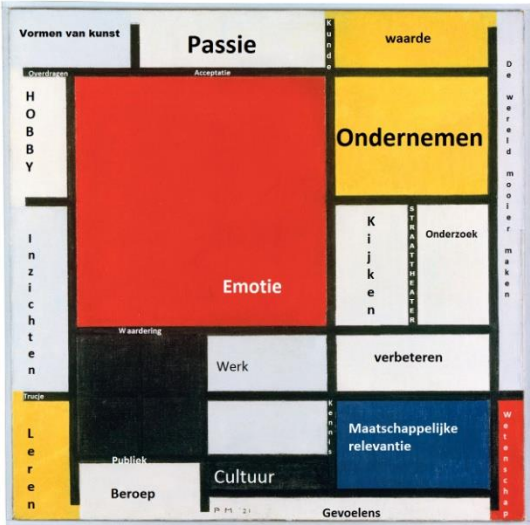 Vormen van kunst
Passie
Kunde
waarde
Overdragen
Acceptatie
De wereld mooier maken
HOBBY
Ondernemen
Inzichten
Kijken
STRAATTHEATER
Onderzoek
Emotie
Waardering
Werk
verbeteren
Trucje
Leren
Kennis
Maatschappelijke
relevantie
Wetenschap
Publiek
Cultuur
Beroep
P M '21
Gevoelens